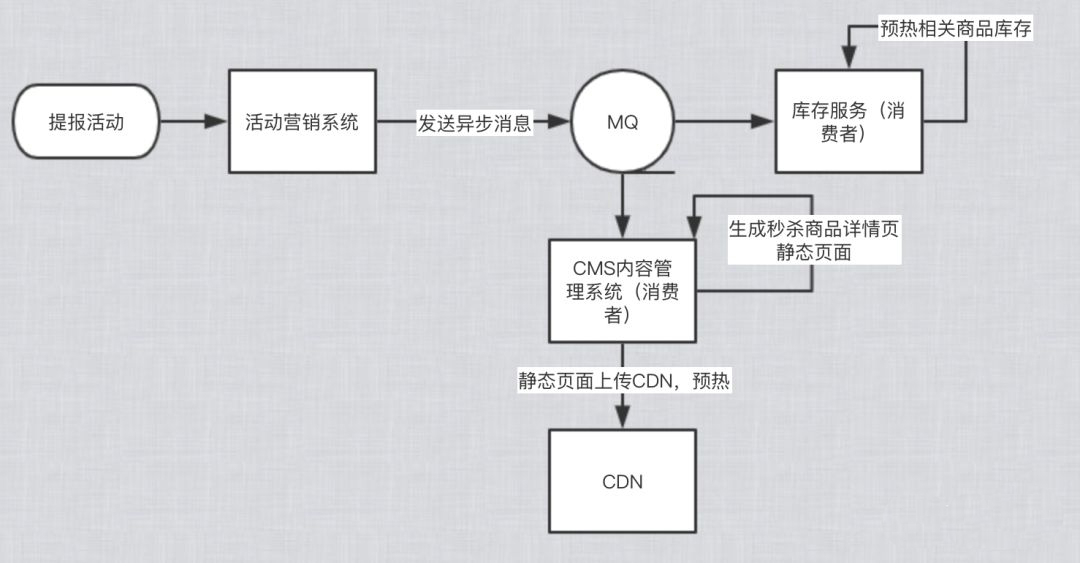 预热相关商品库存
提报活动
活动营销系统
发送异步消息
MQ
库存服务（消
费者）
生成秒杀商品详情页
静态页面
CMS内容管
理系统（消费
者）
静态页面上传CDN，预热
CDN